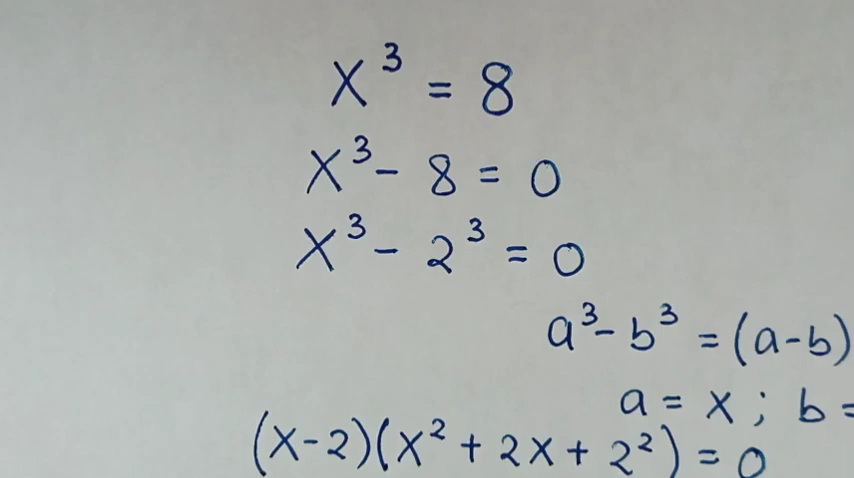 x³ = 8
x³ - 8 = 0
x³ - 2³ = 0
a³ - b³ = (a-b)
a = x ; b =
(x-2)(x² + 2x + 2²) = 0